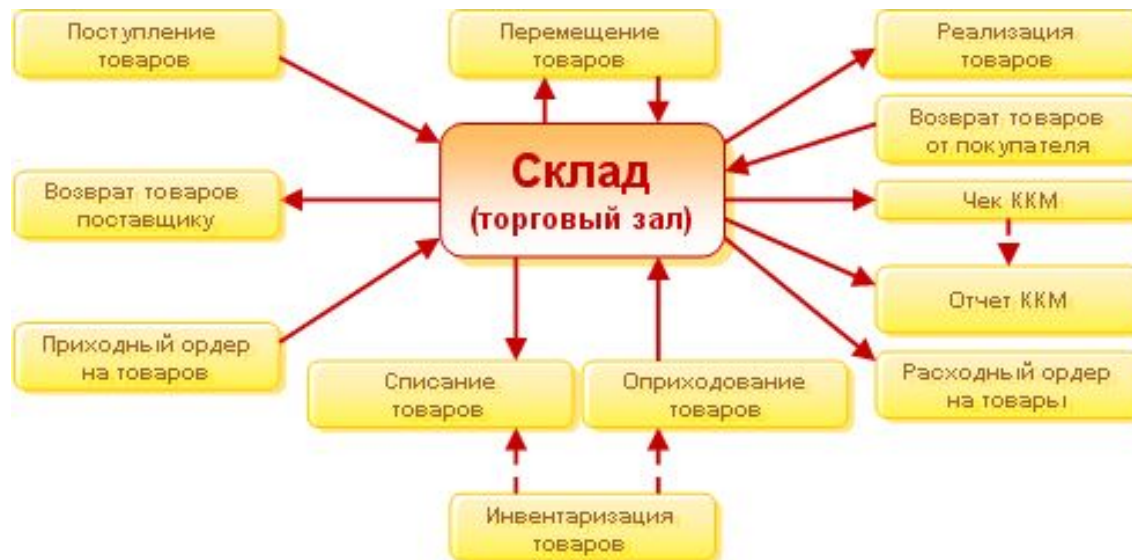 Поступление
товаров
Перемещение
товаров
Реализация
товаров
Возврат товаров
от покупателя
Склад
(торговый зал)
Возврат товаров
поставщику
Чек ККМ
Отчет ККМ
Приходный ордер
на товаров
Списание
товаров
Оприходование
товаров
Расходный ордер
на товары
Инвентаризация
товаров